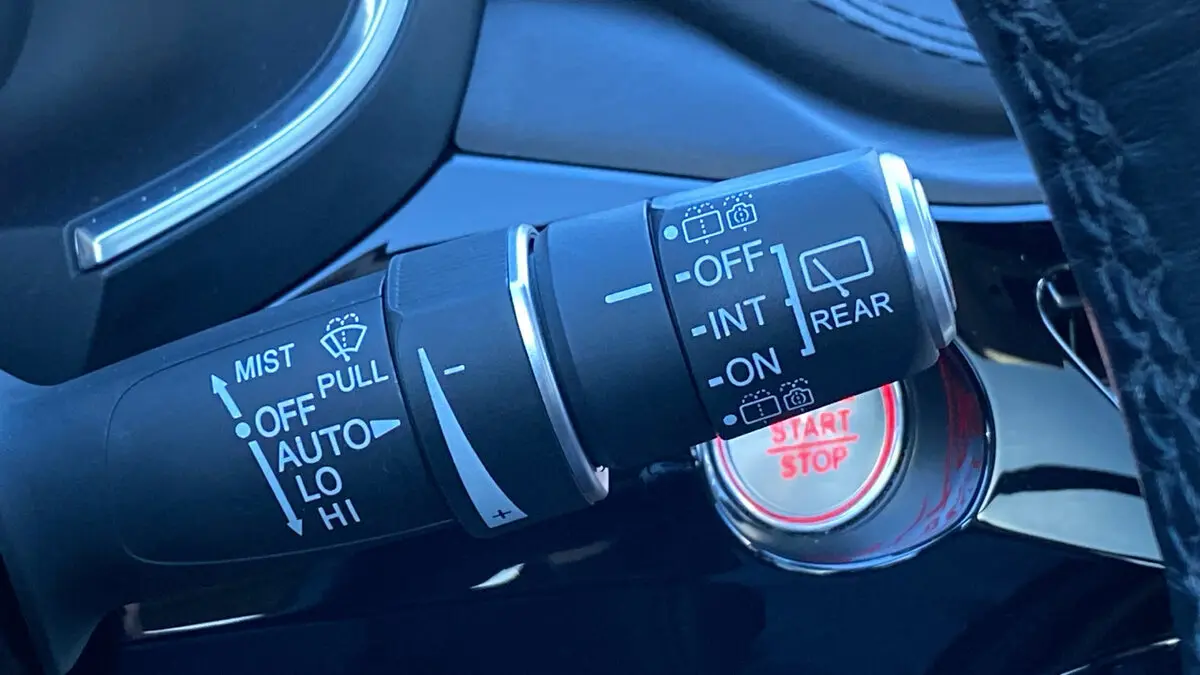 MIST
PULL
OFF
AUTO
LO
HI
-
+
OFF
INT
ON
REAR
START
STOP